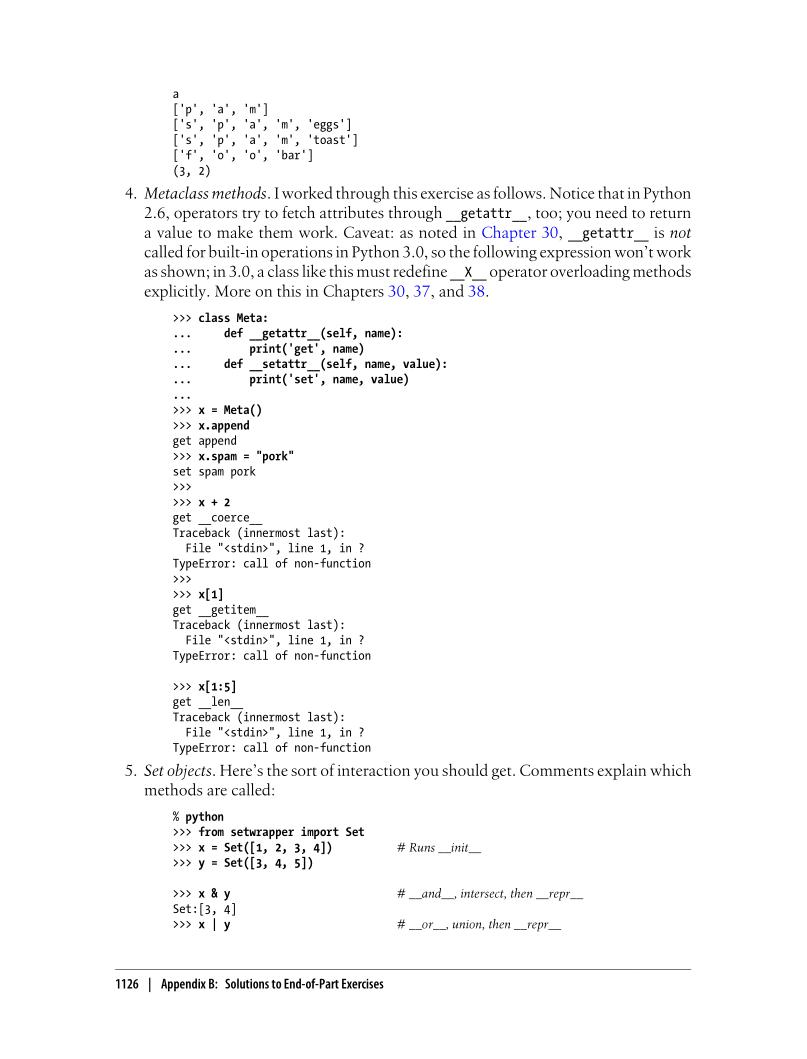 a
['p', 'a', 'm']
['s', 'p', 'a', 'm', 'eggs']
['s', 'p', 'a', 'm', 'toast']
['f', 'o', 'o', 'bar']
(3, 2)
4. Metaclass methods. I worked through this exercise as follows. Notice that in Python
2.6, operators try to fetch attributes through __getattr__, too; you need to return
a value to make them work. Caveat: as noted in Chapter 30, __getattr__ is not
called for built-in operations in Python 3.0, so the following expression won't work
as shown; in 3.0, a class like this must redefine __X__ operator overloading methods
explicitly. More on this in Chapters 30, 37, and 38.
>>> class Meta:
...     def __getattr__(self, name):
...         print('get', name)
...     def __setattr__(self, name, value):
...         print('set', name, value)
...
>>> x = Meta()
>>> x.append
get append
>>> x.spam = "pork"
set spam pork
>>>
>>> x + 2
get __coerce__
Traceback (innermost last):
  File "<stdin>", line 1, in ?
TypeError: call of non-function
>>>
>>> x[1]
get __getitem__
Traceback (innermost last):
  File "<stdin>", line 1, in ?
TypeError: call of non-function
>>> x[1:5]
get __len__
Traceback (innermost last):
  File "<stdin>", line 1, in ?
TypeError: call of non-function
5. Set objects. Here's the sort of interaction you should get. Comments explain which
methods are called:
% python
>>> from setwrapper import Set
>>> x = Set([1, 2, 3, 4])          # Runs __init__
>>> y = Set([3, 4, 5])
>>> x & y                          # __and__, intersect, then __repr__
Set:[3, 4]
>>> x | y                          # __or__, union, then __repr__
1126 | Appendix B: Solutions to End-of-Part Exercises